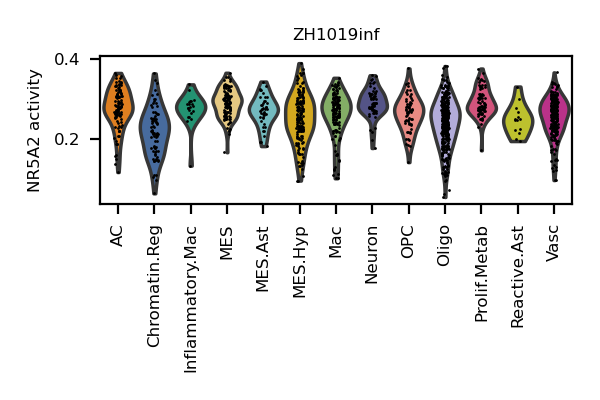 ZH1019inf
NR5A2 activity
0.4
0.2
AC
Chromatin.Reg
Inflammatory.Mac
MES
MES.Ast
MES.Hyp
Mac
Neuron
OPC
Oligo
Prolif.Metab
Reactive.Ast
Vasc